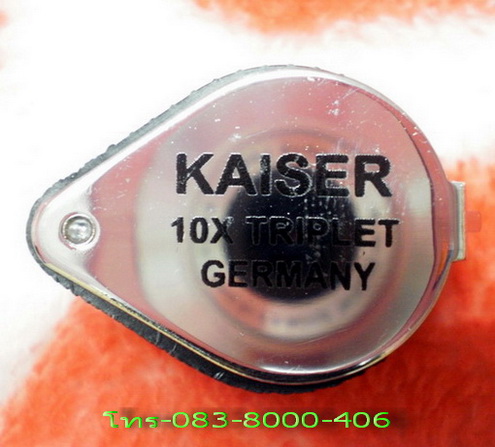 KAISER
10X TRIPLET
GERMANY
โทร-083-8000-406